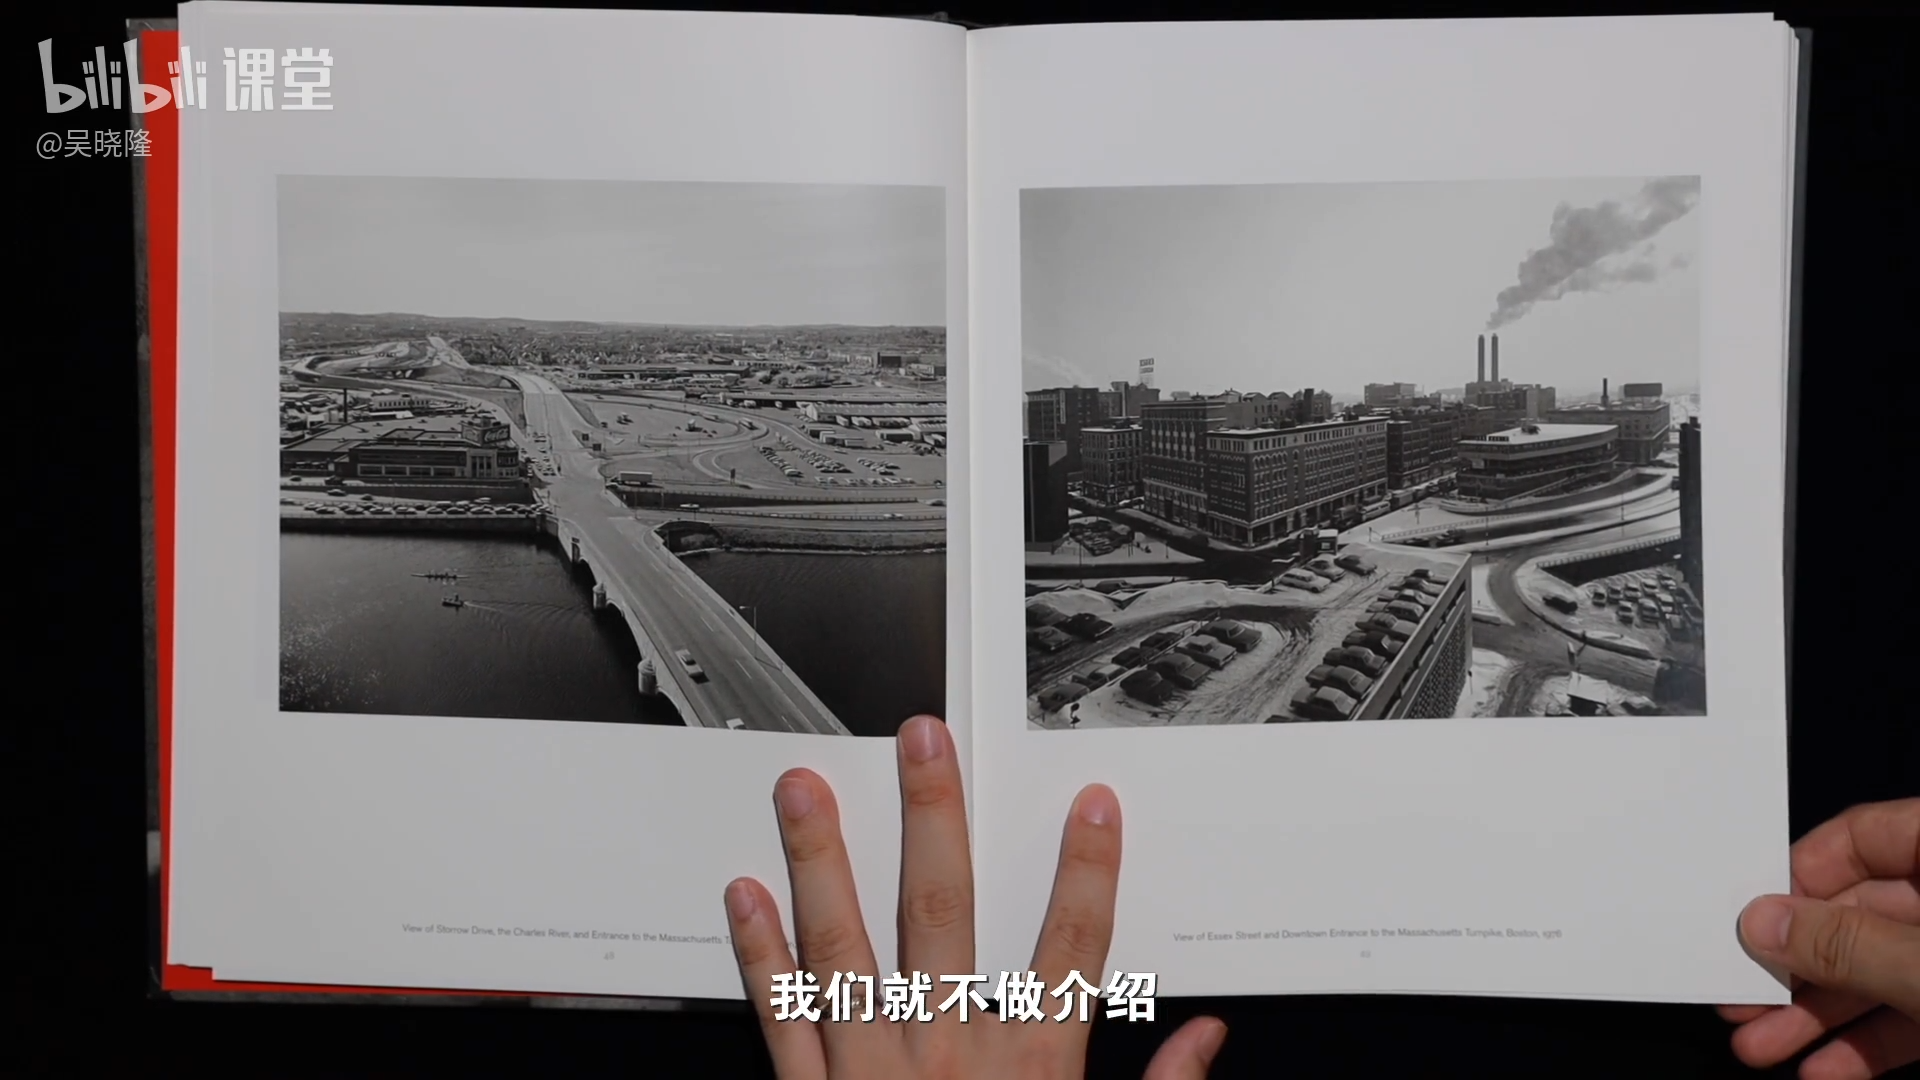 bilibili 课堂
@吴晓隆
View of Storrow Drive, the Charles River, and Entrance to the Massachusetts
View of Essex Street and Downtown Entrance to the Massachusetts Turnpike, Boston, 1976
48
我们就不做介绍